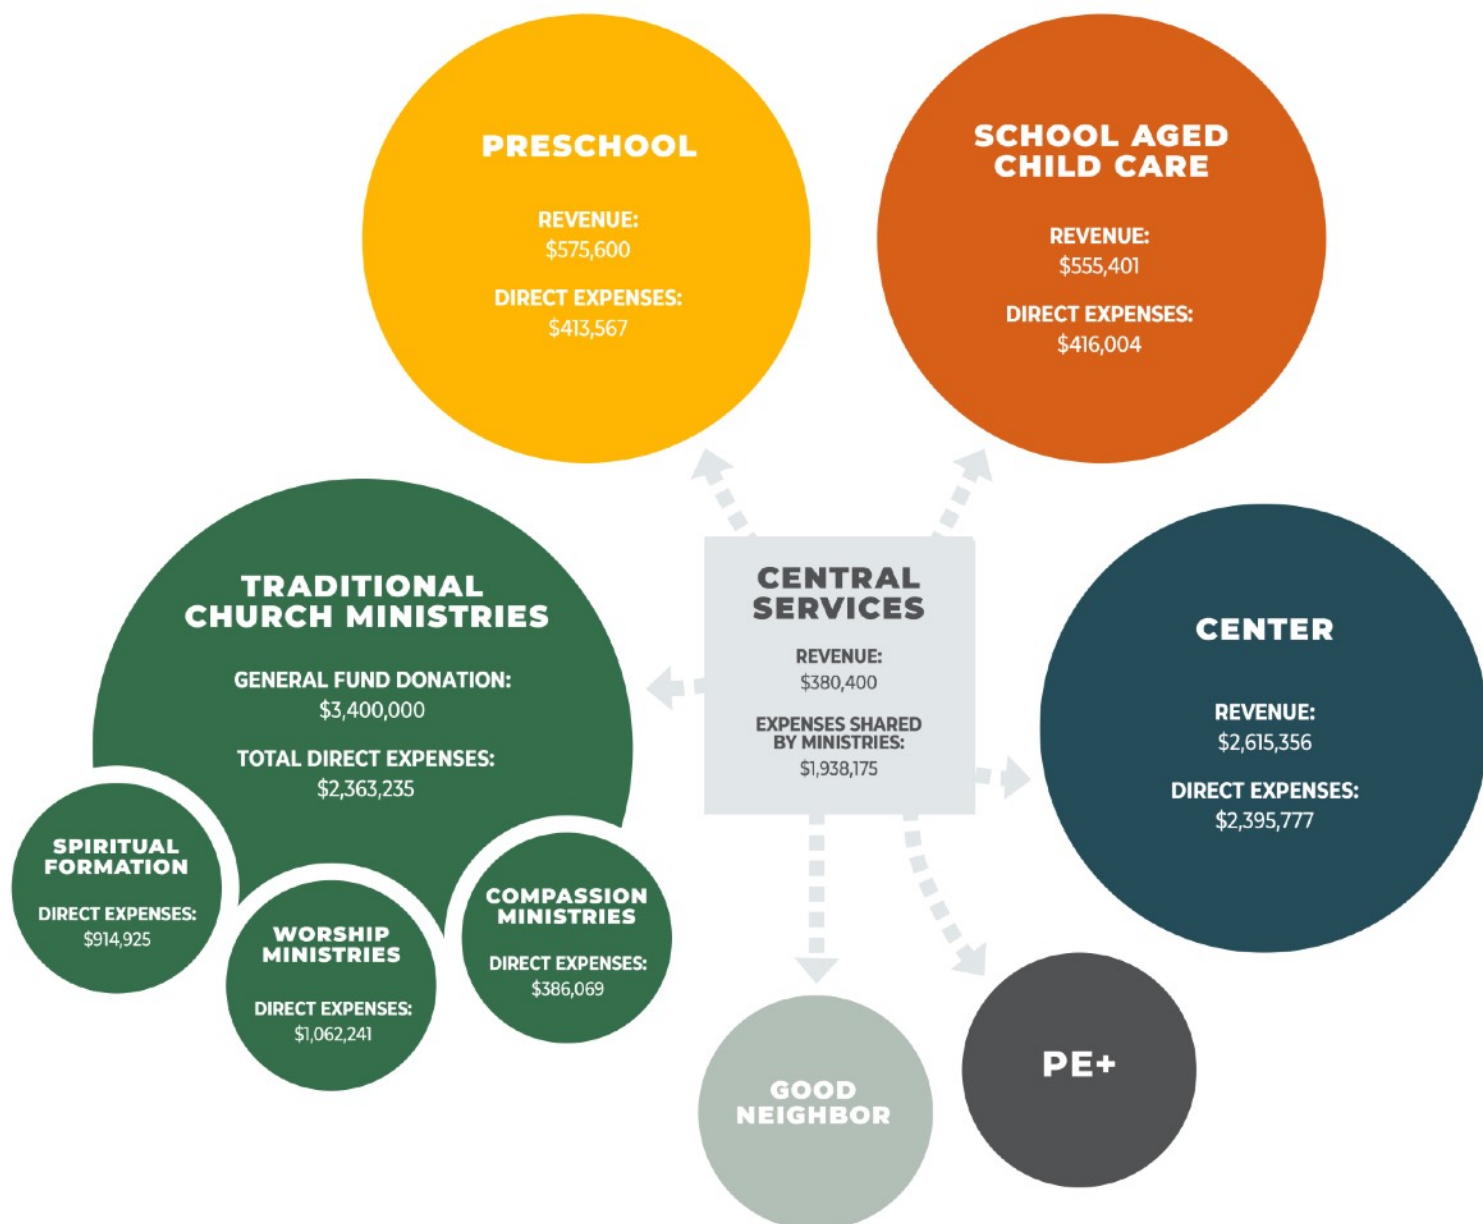 PRESCHOOL
REVENUE:
$575,600
DIRECT EXPENSES:
$413,567
SCHOOL AGED
CHILD CARE
REVENUE:
$555,401
DIRECT EXPENSES:
$416,004
TRADITIONAL
CHURCH MINISTRIES
GENERAL FUND DONATION:
$3,400,000
TOTAL DIRECT EXPENSES:
$2,363,235
SPIRITUAL
FORMATION
DIRECT EXPENSES:
$914,925
WORSHIP
MINISTRIES
DIRECT EXPENSES:
$1,062,241
COMPASSION
MINISTRIES
DIRECT EXPENSES:
$386,069
CENTRAL
SERVICES
REVENUE:
$380,400
EXPENSES SHARED
BY MINISTRIES:
$1,938,175
CENTER
REVENUE:
$2,615,356
DIRECT EXPENSES:
$2,395,777
GOOD
NEIGHBOR
PE+